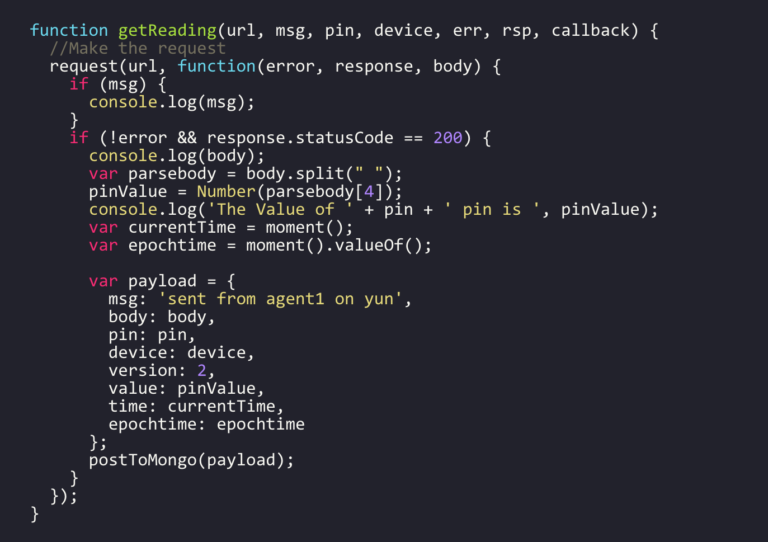 function getReading(url, msg, pin, device, err, rsp, callback) {
  //Make the request
  request(url, function(error, response, body) {
    if (msg) {
      console.log(msg);
    }
    if (!error && response.statusCode == 200) {
      console.log(body);
      var parsebody = body.split(" ");
      pinValue = Number(parsebody[4]);
      console.log('The Value of ' + pin + ' pin is ', pinValue);
      var currentTime = moment();
      var epochtime = moment().valueOf();

      var payload = {
        msg: 'sent from agent1 on yun',
        body: body,
        pin: pin,
        device: device,
        version: 2,
        value: pinValue,
        time: currentTime,
        epochtime: epochtime
      };
      postToMongo(payload);
    }
  });
}